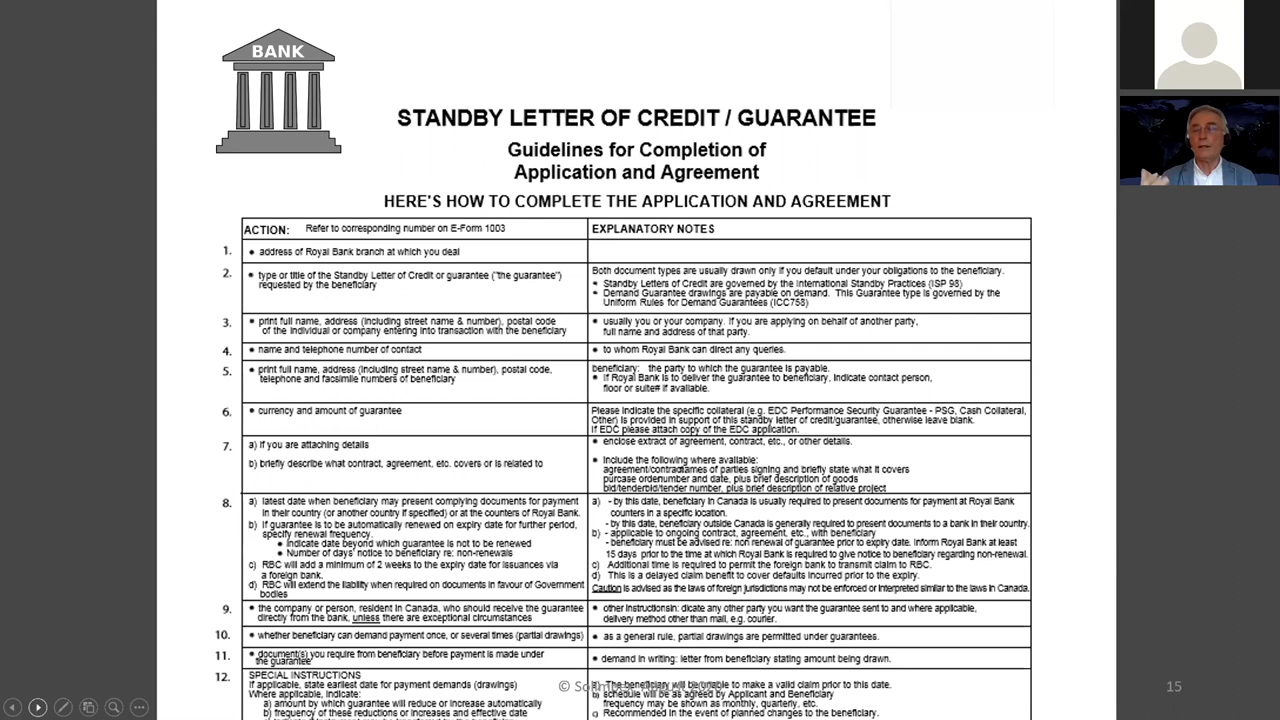 BANK
STANDBY LETTER OF CREDIT / GUARANTEE
Guidelines for Completion of
Application and Agreement
HERE'S HOW TO COMPLETE THE APPLICATION AND AGREEMENT
ACTION: Refer to corresponding number on E-Form 1003
EXPLANATORY NOTES
1.
• address of Royal Bank branch at which you deal
2.
• type or title of the Standby Letter of Credit or guarantee ("the guarantee")
requested by the beneficiary
Both document types are usually drawn only if you default under your obligations to the beneficiary.
• Standby Letters of Credit are governed by the International Standby Practices (ISP 98)
• Demand Guarantee drawings are payable on demand. This Guarantee type is governed by the
Uniform Rules for Demand Guarantees (ICC758)
3.
• print full name, address (including street name & number), postal code
of the individual or company entering into transaction with the beneficiary
• usually you or your company. If you are applying on behalf of another party,
full name and address of that party.
4.
• name and telephone number of contact
• to whom Royal Bank can direct any queries.
5.
• print full name, address (including street name & number), postal code,
telephone and facsimile numbers of beneficiary
beneficiary: the party to which the guarantee is payable.
• If Royal Bank is to deliver the guarantee to beneficiary, indicate contact person,
floor or suite# if available.
6.
• currency and amount of guarantee
Please indicate the specific collateral (e.g. EDC Performance Security Guarantee - PSG, Cash Collateral,
Other) is provided in support of this standby letter of credit/guarantee, otherwise leave blank.
If EDC please attach copy of the EDC application.
7.
a) if you are attaching details
b) briefly describe what contract, agreement, etc. covers or is related to
• enclose extract of agreement, contract, etc., or other details.
• Include the following where available:
agreement/contractames of parties signing and briefly state what it covers
purcase ordenumber and date, plus brief description of goods
bid/tenderbid/tender number, plus brief description of relative project
8.
a) latest date when beneficiary may present complying documents for payment
in their country (or another country if specified) or at the counters of Royal Bank.
b) if guarantee is to be automatically renewed on expiry date for further period,
specify renewal frequency.
• Indicate date beyond which guarantee is not to be renewed
• Number of days' notice to beneficiary re: non-renewals
c) RBC will add a minimum of 2 weeks to the expiry date for issuances via
a foreign bank.
d) RBC will extend the liability when required on documents in favour of Government
bodies
a) - by this date, beneficiary in Canada is usually required to present documents for payment at Royal Bank
counters in a specific location.
- by this date, beneficiary outside Canada is generally required to present documents to a bank in their country.
b) - applicable to ongoing contract, agreement, etc., with beneficiary
- beneficiary must be advised re: non renewal of guarantee prior to expiry date. Inform Royal Bank at least
15 days prior to the time at which Royal Bank is required to give notice to beneficiary regarding non-renewal.
c) Additional time is required to permit the foreign bank to transmit claim to RBC.
d) This is a delayed claim benefit to cover defaults incurred prior to the expiry.
Caution is advised as the laws of foreign jurisdictions may not be enforced or interpreted similar to the laws in Canada.
9.
• the company or person, resident in Canada, who should receive the guarantee
directly from the bank, unless there are exceptional circumstances
• other instructionsin: dicate any other party you want the guarantee sent to and where applicable,
delivery method other than mail, e.g. courier.
10.
• whether beneficiary can demand payment once, or several times (partial drawings)
• as a general rule, partial drawings are permitted under guarantees.
11.
• document(s) you require from beneficiary before payment is made under
the guarantee
• demand in writing: letter from beneficiary stating amount being drawn.
12.
SPECIAL INSTRUCTIONS
If applicable, state earliest date for payment demands (drawings)
Where applicable, indicate:
a) amount by which guarantee will reduce or increase automatically
b) frequency of these reductions or increases and effective date
The beneficiary will be unable to make a valid claim prior to this date.
b) schedule will be as agreed by Applicant and Beneficiary
frequency may be shown as monthly, quarterly, etc.
c) Recommended in the event of planned changes to the beneficiary.
15